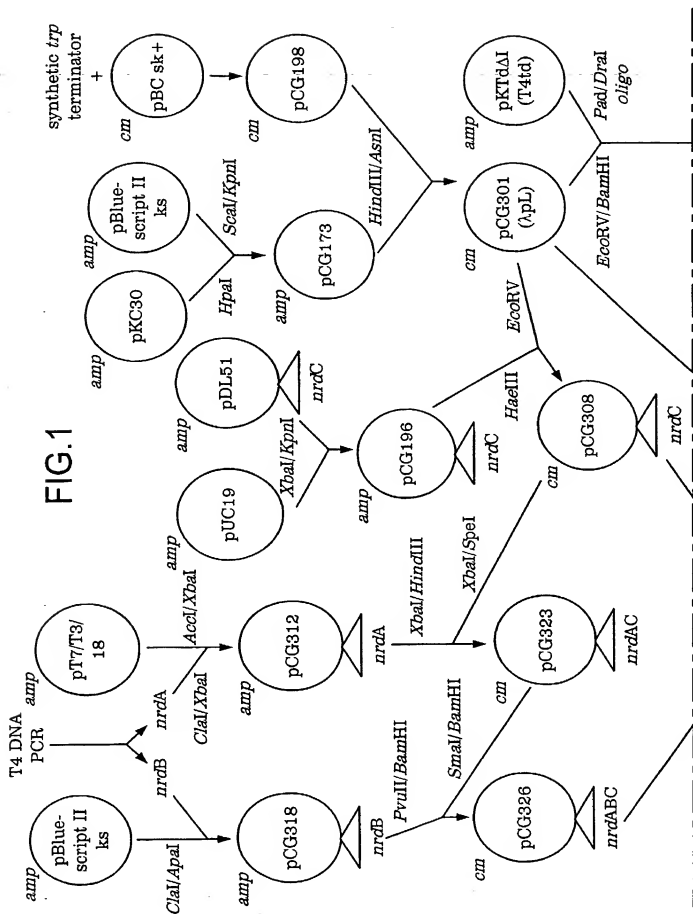 FIG.1
T4 DNA
PCR
nrdB
nrdA
amp
pBlue-
script II
ks
ClaI/ApaI
amp
pCG318
nrdB
amp
pT7/T3/
18
AccI/XbaI
ClaI/XbaI
amp
pCG312
nrdA
amp
pUC19
amp
pDL51
nrdC
XbaI/KpnI
amp
pCG196
nrdC
amp
pKC30
amp
pBlue-
script II
ks
HpaI
ScaI/KpnI
amp
pCG173
synthetic trp
terminator
+
cm
pBC sk+
cm
pCG198
HindIII/AsnI
cm
pCG301
(λpL)
amp
pKTdΔI
(T4td)
EcoRV
HaeIII
EcoRV/BamHI
PadI/DraI
oligo
XbaI/HindIII
XbaI/SpeI
cm
pCG308
nrdC
PvuII/BamHI
SmaI/BamHI
cm
pCG323
nrdAC
cm
pCG326
nrdABC